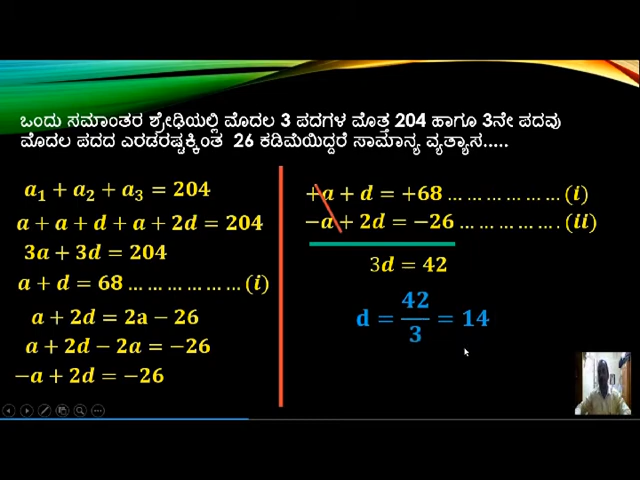 ಒಂದು ಸಮಾಂತರ ಶ್ರೇಢಿಯಲ್ಲಿ ಮೊದಲ 3 ಪದಗಳ ಮೊತ್ತ 204 ಹಾಗೂ 3ನೇ ಪದವು
ಮೊದಲ ಪದದ ಎರಡರಷ್ಟಕ್ಕಿಂತ 26 ಕಡಿಮೆಯಿದ್ದರೆ ಸಾಮಾನ್ಯ ವ್ಯತ್ಯಾಸ.....
a₁ + a₂ + a₃ = 204
a + a + d + a + 2d = 204
3a + 3d = 204
a + d = 68 … … … … … … (i)
a + 2d = 2a − 26
a + 2d − 2a = −26
−a + 2d = −26
+a + d = +68 … … … … … … (i)
−a + 2d = −26 … … … … … . (ii)
3d = 42
d = 42/3 = 14